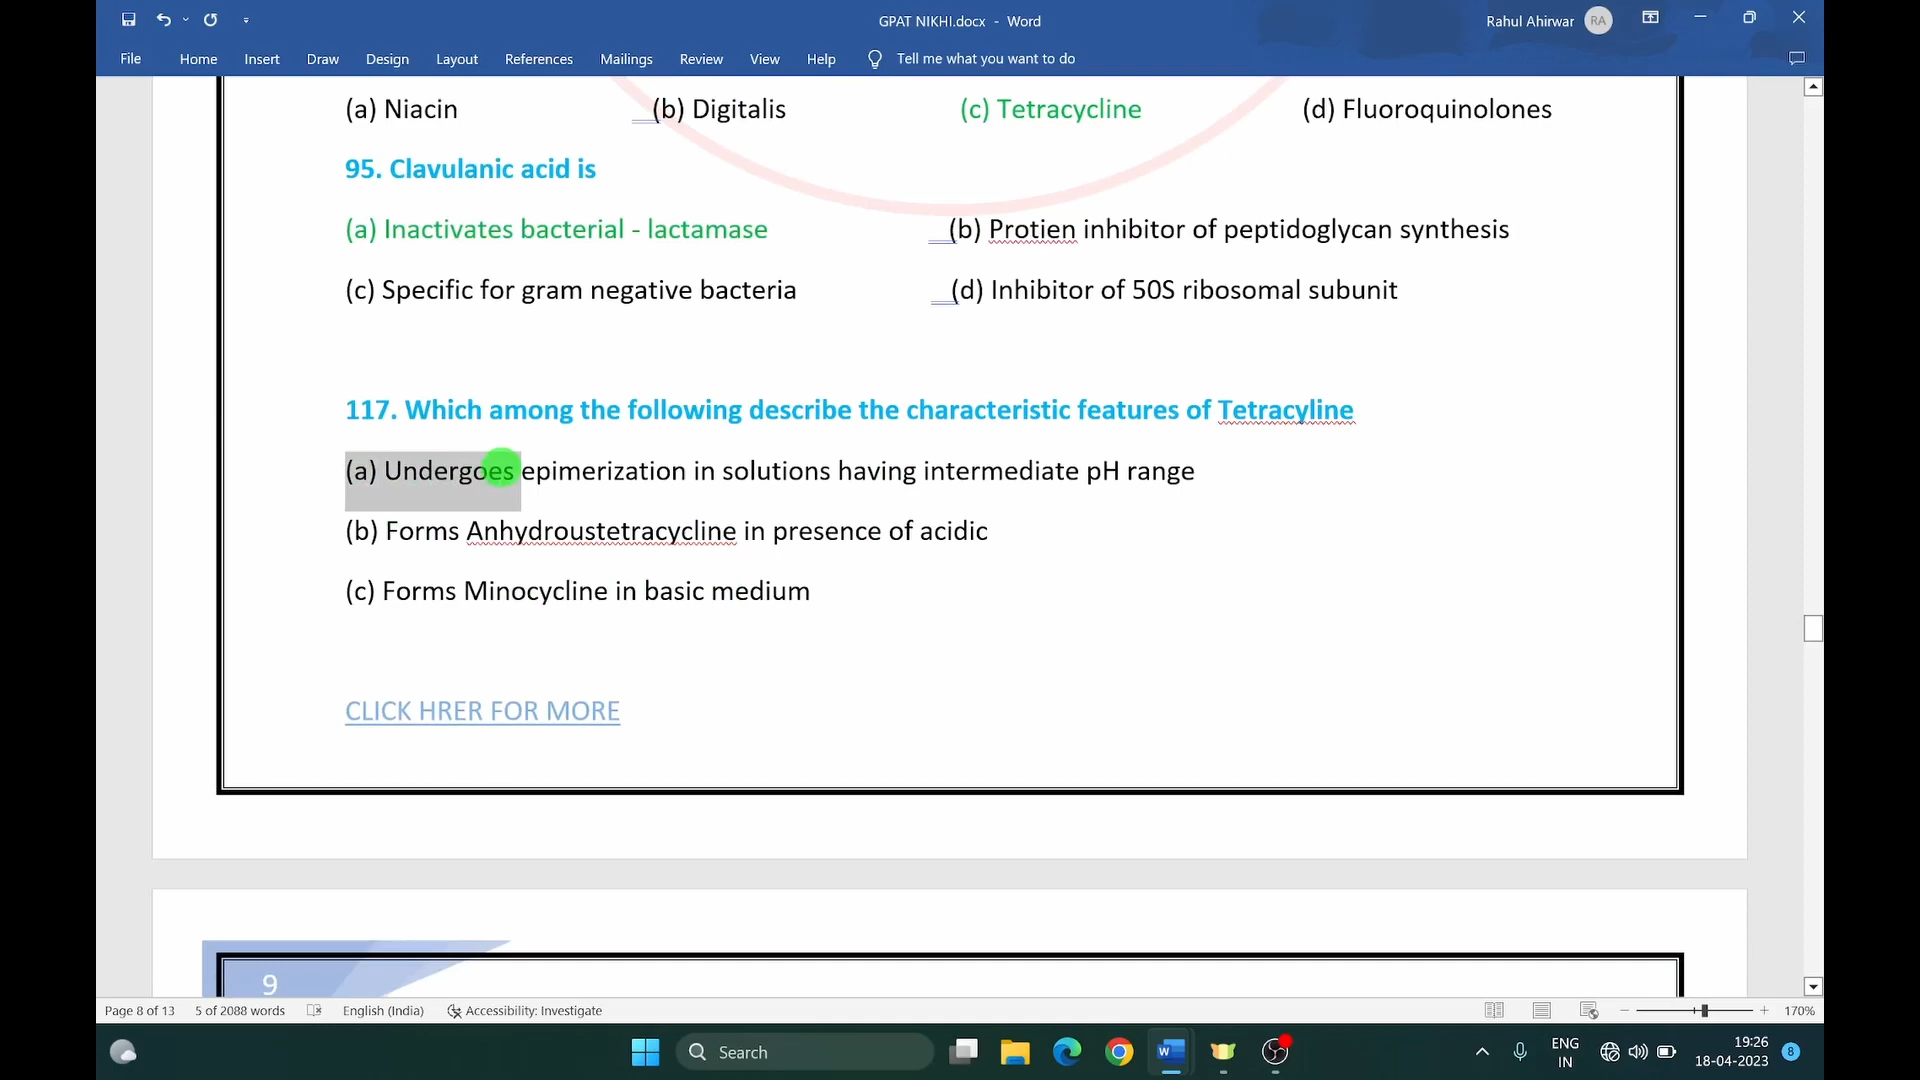 GPAT NIKHI.docx - Word
Rahul Ahirwar RA
File Home Insert Draw Design Layout References Mailings Review View Help Tell me what you want to do
(a) Niacin (b) Digitalis (c) Tetracycline (d) Fluoroquinolones
95. Clavulanic acid is
(a) Inactivates bacterial - lactamase (b) Protien inhibitor of peptidoglycan synthesis
(c) Specific for gram negative bacteria (d) Inhibitor of 50S ribosomal subunit
117. Which among the following describe the characteristic features of Tetracyline
(a) Undergoes epimerization in solutions having intermediate pH range
(b) Forms Anhydroustetracycline in presence of acidic
(c) Forms Minocycline in basic medium
CLICK HRER FOR MORE
9
Page 8 of 13 5 of 2088 words English (India) Accessibility: Investigate 170%
Search ENG 19:26
IN 18-04-2023 8